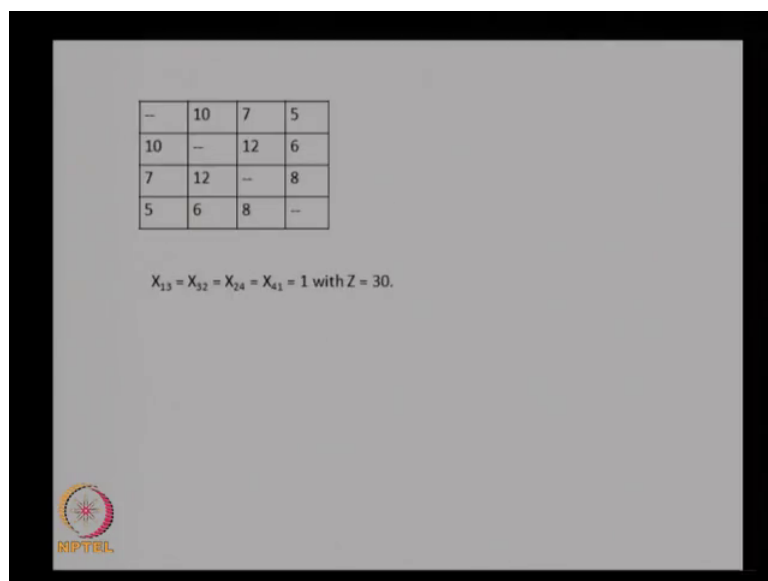 -- 10 7 5
10 -- 12 6
7 12 -- 8
5 6 8 --
X₁₃ = X₃₂ = X₂₄ = X₄₁ = 1 with Z = 30.
NPTEL